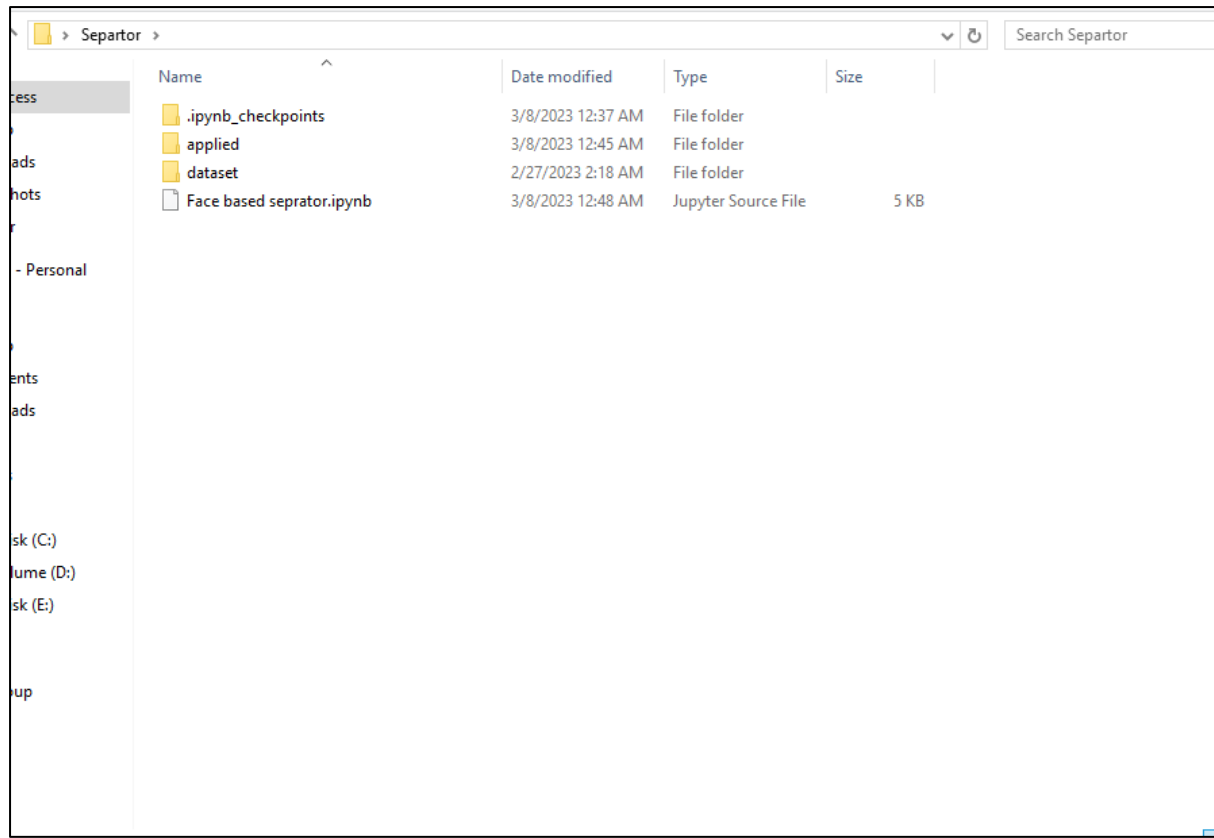 Separtor
Search Separtor
Name Date modified Type Size
.ipynb_checkpoints 3/8/2023 12:37 AM File folder
applied 3/8/2023 12:45 AM File folder
dataset 2/27/2023 2:18 AM File folder
Face based seprator.ipynb 3/8/2023 12:48 AM Jupyter Source File 5 KB
cess
ads
hots
r
- Personal
ents
ads
sk (C:)
lume (D:)
isk (E:)
up